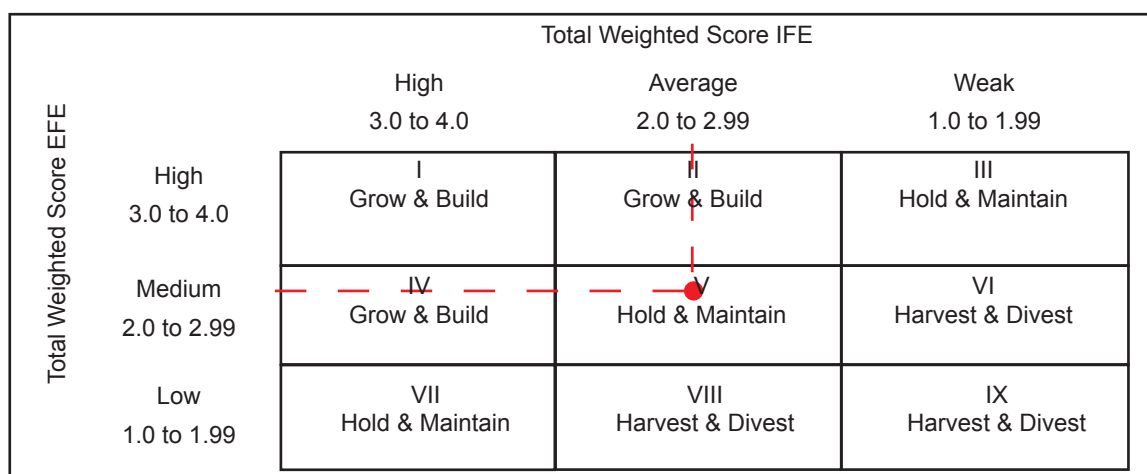 Total Weighted Score IFE
High
Average
Weak
3.0 to 4.0
2.0 to 2.99
1.0 to 1.99
Total Weighted Score EFE
High
3.0 to 4.0
I
Grow & Build
II
Grow & Build
III
Hold & Maintain
Medium
2.0 to 2.99
IV
Grow & Build
V
Hold & Maintain
VI
Harvest & Divest
Low
1.0 to 1.99
VII
Hold & Maintain
VIII
Harvest & Divest
IX
Harvest & Divest